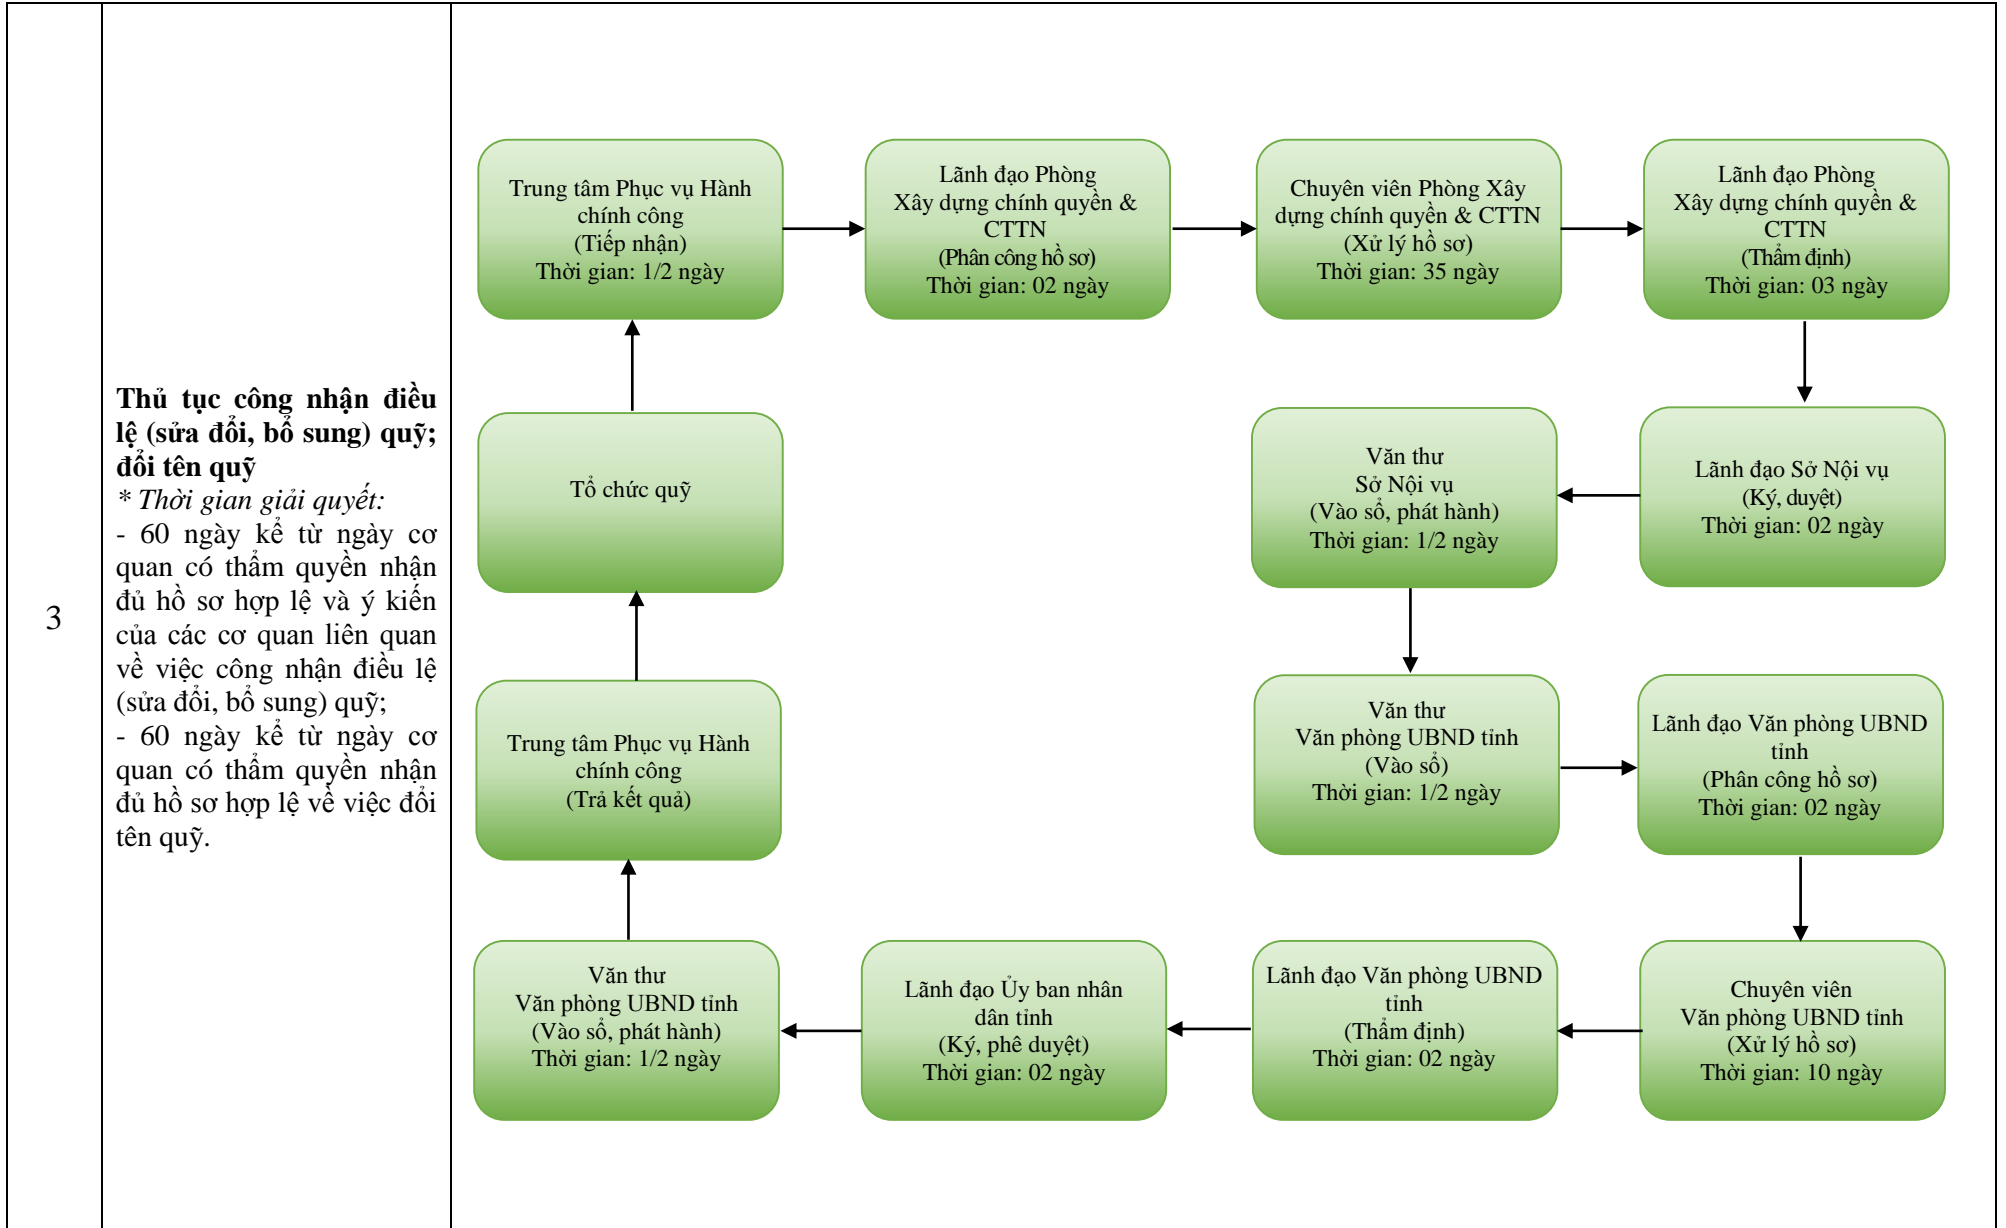 3
Thủ tục công nhận điều
lệ (sửa đổi, bổ sung) quỹ;
đổi tên quỹ
* Thời gian giải quyết:
- 60 ngày kể từ ngày cơ
quan có thẩm quyền nhận
đủ hồ sơ hợp lệ và ý kiến
của các cơ quan liên quan
về việc công nhận điều lệ
(sửa đổi, bổ sung) quỹ;
- 60 ngày kể từ ngày cơ
quan có thẩm quyền nhận
đủ hồ sơ hợp lệ về việc đổi
tên quỹ.
Trung tâm Phục vụ Hành
chính công
(Tiếp nhận)
Thời gian: 1/2 ngày
Lãnh đạo Phòng
Xây dựng chính quyền &
CTTN
(Phân công hồ sơ)
Thời gian: 02 ngày
Chuyên viên Phòng Xây
dựng chính quyền & CTTN
(Xử lý hồ sơ)
Thời gian: 35 ngày
Lãnh đạo Phòng
Xây dựng chính quyền &
CTTN
(Thẩm định)
Thời gian: 03 ngày
Tổ chức quỹ
Văn thư
Sở Nội vụ
(Vào sổ, phát hành)
Thời gian: 1/2 ngày
Lãnh đạo Sở Nội vụ
(Ký, duyệt)
Thời gian: 02 ngày
Trung tâm Phục vụ Hành
chính công
(Trả kết quả)
Văn thư
Văn phòng UBND tỉnh
(Vào sổ)
Thời gian: 1/2 ngày
Lãnh đạo Văn phòng UBND
tỉnh
(Phân công hồ sơ)
Thời gian: 02 ngày
Văn thư
Văn phòng UBND tỉnh
(Vào sổ, phát hành)
Thời gian: 1/2 ngày
Lãnh đạo Ủy ban nhân
dân tỉnh
(Ký, phê duyệt)
Thời gian: 02 ngày
Lãnh đạo Văn phòng UBND
tỉnh
(Thẩm định)
Thời gian: 02 ngày
Chuyên viên
Văn phòng UBND tỉnh
(Xử lý hồ sơ)
Thời gian: 10 ngày